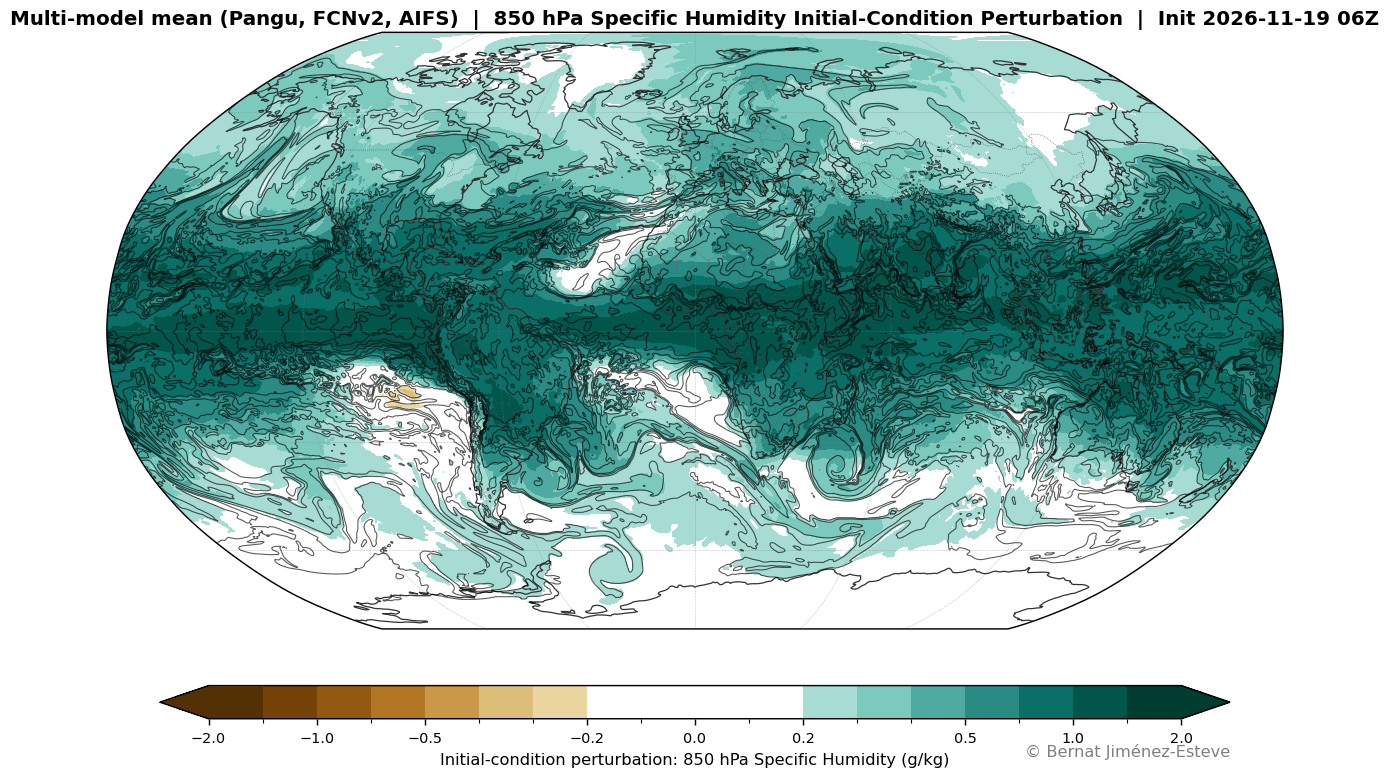 Multi-model mean (Pangu, FCNv2, AIFS)  |  850 hPa Specific Humidity Initial-Condition Perturbation  |  Init 2026-11-19 06Z
−2.0 −1.0 −0.5 −0.2 0.0 0.2 0.5 1.0 2.0
Initial-condition perturbation: 850 hPa Specific Humidity (g/kg)
© Bernat Jiménez-Esteve